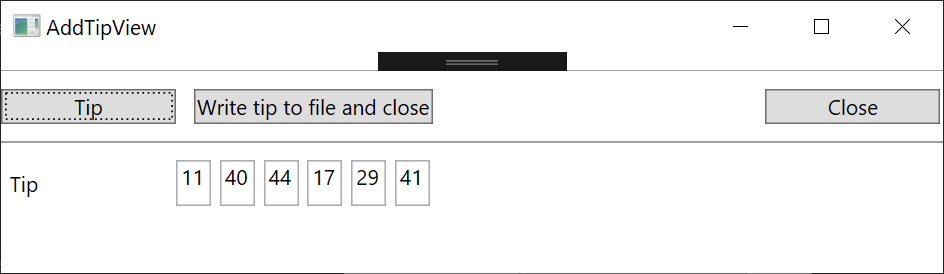 AddTipView
Tip Write tip to file and close Close
Tip 11 40 44 17 29 41